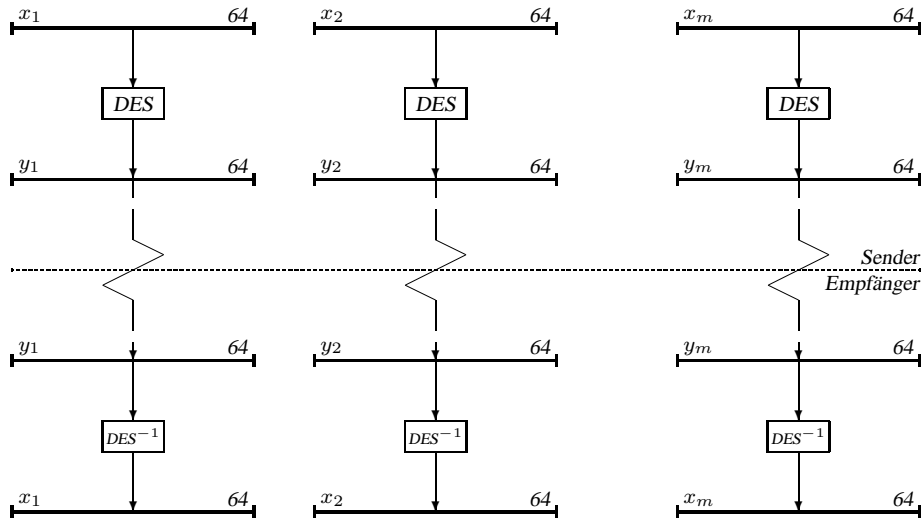 x₁ 64 x₂ 64 xₘ 64
DES DES DES
y₁ 64 y₂ 64 yₘ 64
Sender
Empfänger
y₁ 64 y₂ 64 yₘ 64
DES⁻¹ DES⁻¹ DES⁻¹
x₁ 64 x₂ 64 xₘ 64